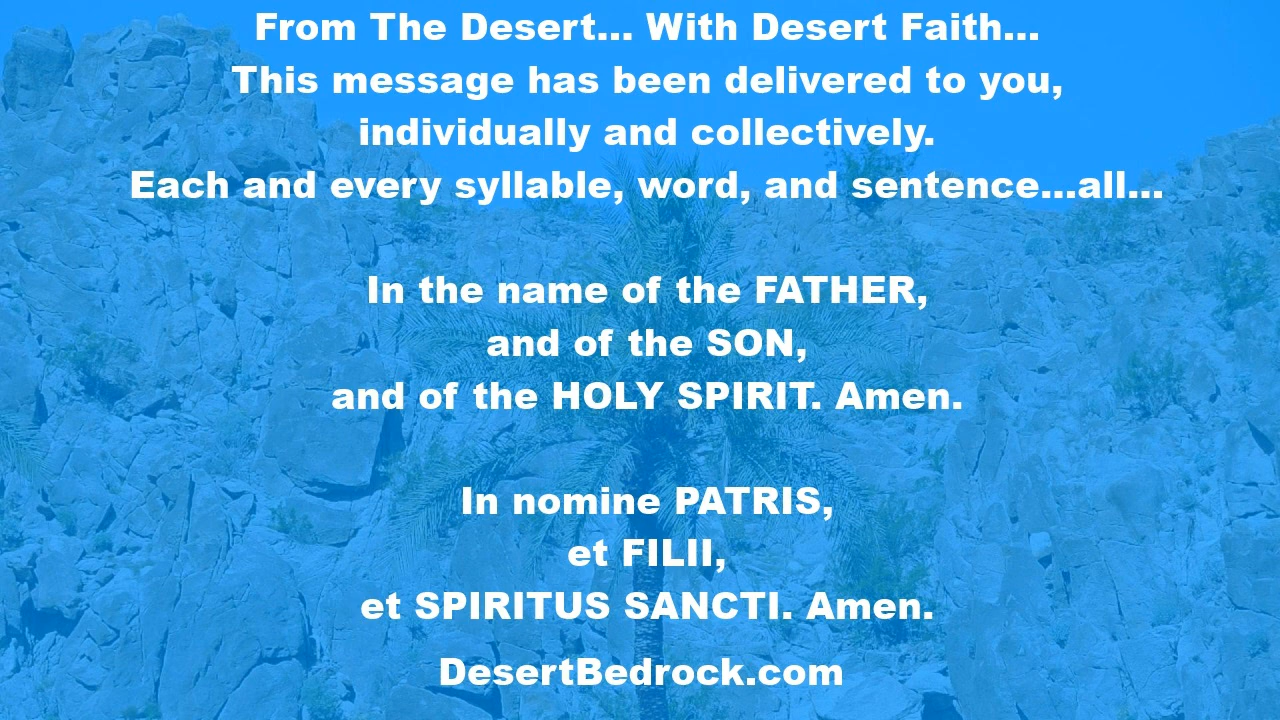 From The Desert... With Desert Faith...
This message has been delivered to you,
individually and collectively.
Each and every syllable, word, and sentence...all...
In the name of the FATHER,
and of the SON,
and of the HOLY SPIRIT. Amen.
In nomine PATRIS,
et FILII,
et SPIRITUS SANCTI. Amen.
DesertBedrock.com